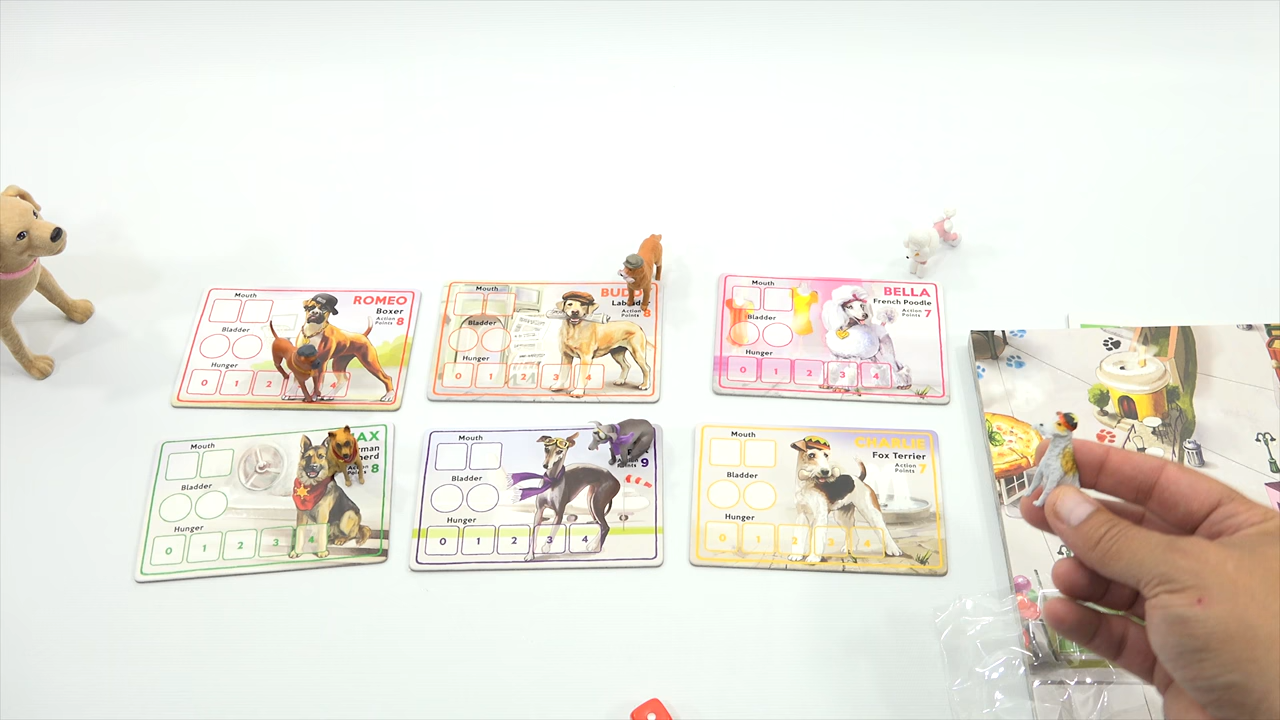 ROMEO
Boxer
Action
Points 8
Mouth
Bladder
Hunger
0 1 2 4
Mouth
Bladder
Hunger
0 1 2 3 4
BELLA
French Poodle
Action
Points 7
Mouth
Bladder
Hunger
0 1 2 3 4
8
Mouth
Bladder
Hunger
0 1 2 3 4
9
Mouth
Bladder
Hunger
0 1 2 3 4
CHARLIE
Fox Terrier
Action
Points 7
Mouth
Bladder
Hunger
0 1 2 3 4